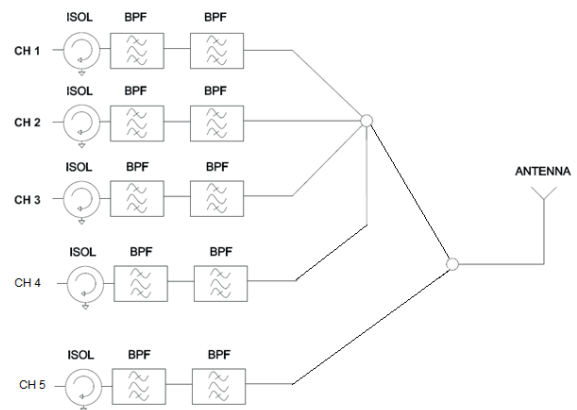 ISOL BPF BPF
CH 1
ISOL BPF BPF
CH 2
ISOL BPF BPF
CH 3
ANTENNA
ISOL BPF BPF
CH 4
ISOL BPF BPF
CH 5